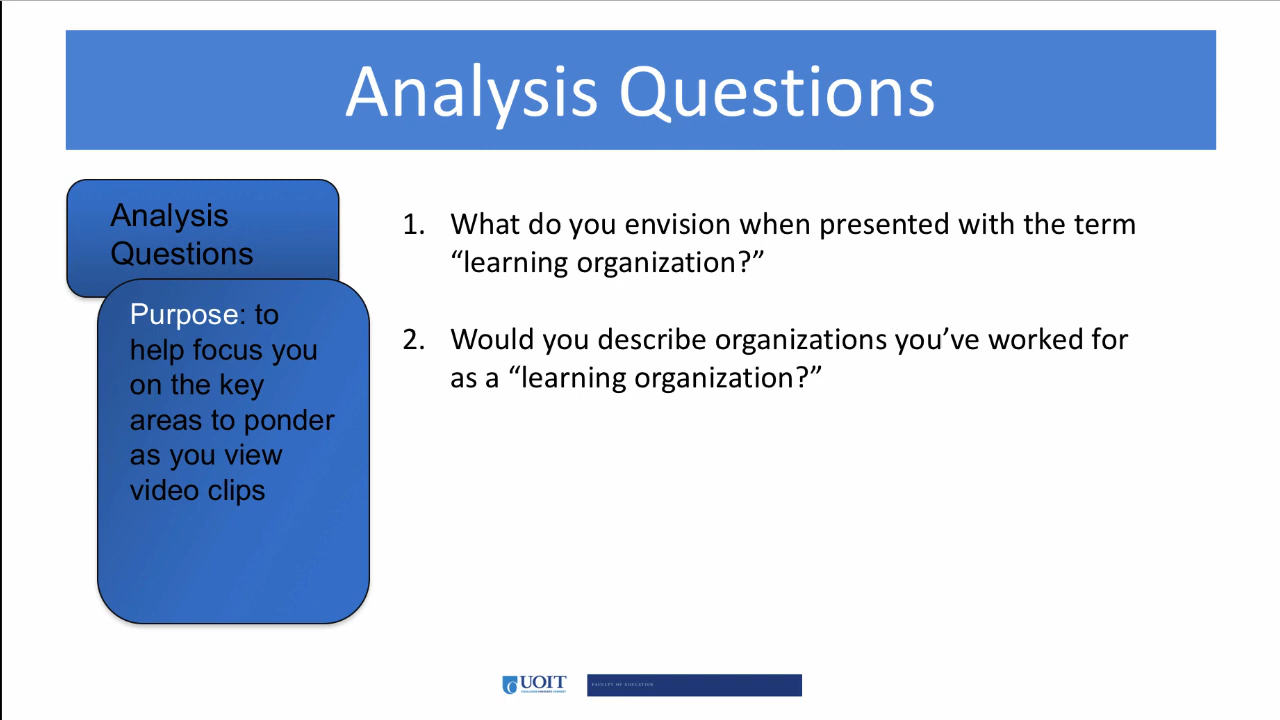 Analysis Questions
Analysis
Questions
Purpose: to
help focus you
on the key
areas to ponder
as you view
video clips
1. What do you envision when presented with the term
“learning organization?”
2. Would you describe organizations you’ve worked for
as a “learning organization?”
UOIT
FACULTY OF EDUCATION